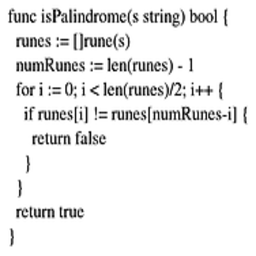 func isPalindrome(s string) bool {
runes := []rune(s)
numRunes := len(runes) - 1
for i := 0; i < len(runes)/2; i++ {
if runes[i] != runes[numRunes-i] {
return false
}
}
return true
}